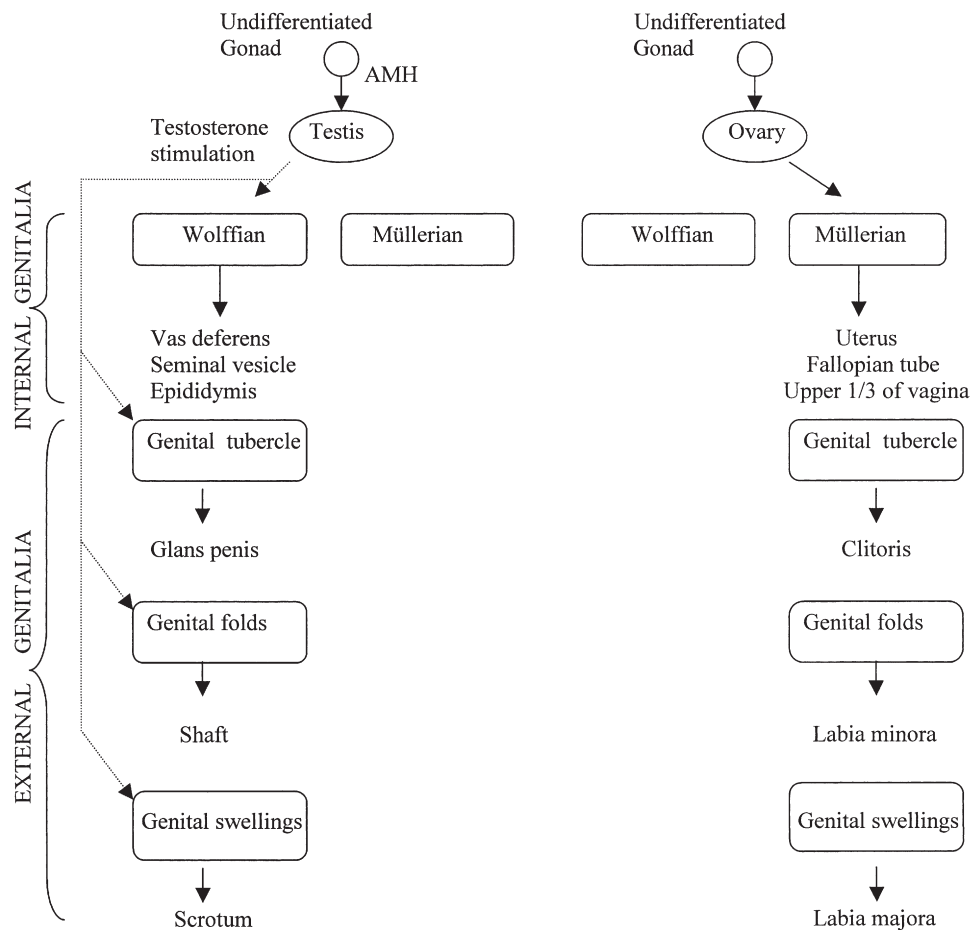 Undifferentiated
Gonad
AMH
Testis
Testosterone
stimulation
Wolffian
Müllerian
Vas deferens
Seminal vesicle
Epididymis
Genital tubercle
Glans penis
Genital folds
Shaft
Genital swellings
Scrotum
INTERNAL GENITALIA
EXTERNAL GENITALIA
Undifferentiated
Gonad
Ovary
Wolffian
Müllerian
Uterus
Fallopian tube
Upper 1/3 of vagina
Genital tubercle
Clitoris
Genital folds
Labia minora
Genital swellings
Labia majora